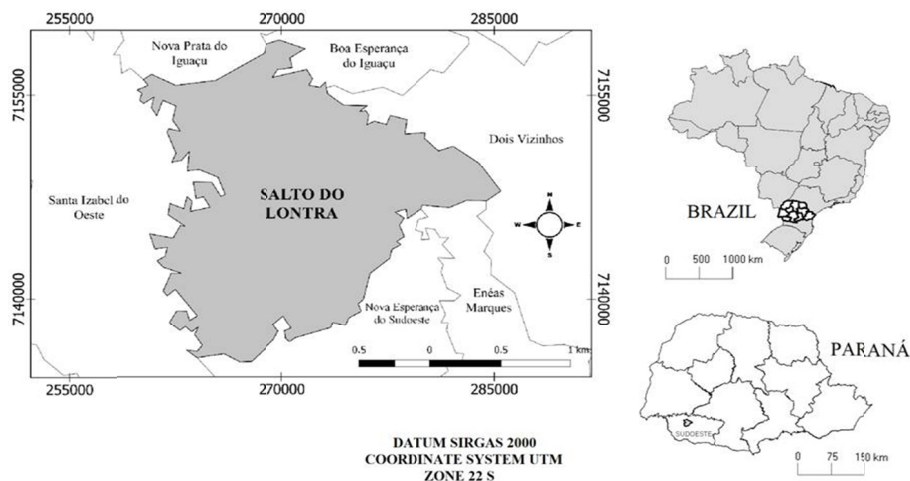 255000 270000 285000
Nova Prata do
Iguaçu
Boa Esperança
do Iguaçu
7155000
7155000
Dois Vizinhos
Santa Izabel do
Oeste
SALTO DO
LONTRA
N
W E
S
BRAZIL
0 500 1000 km
7140000
7140000
Nova Esperança
do Sudoeste
Enéas
Marques
0.5 0 0.5 1 km
255000 270000 285000
PARANÁ
SUDOESTE
0 75 150 km
DATUM SIRGAS 2000
COORDINATE SYSTEM UTM
ZONE 22 S